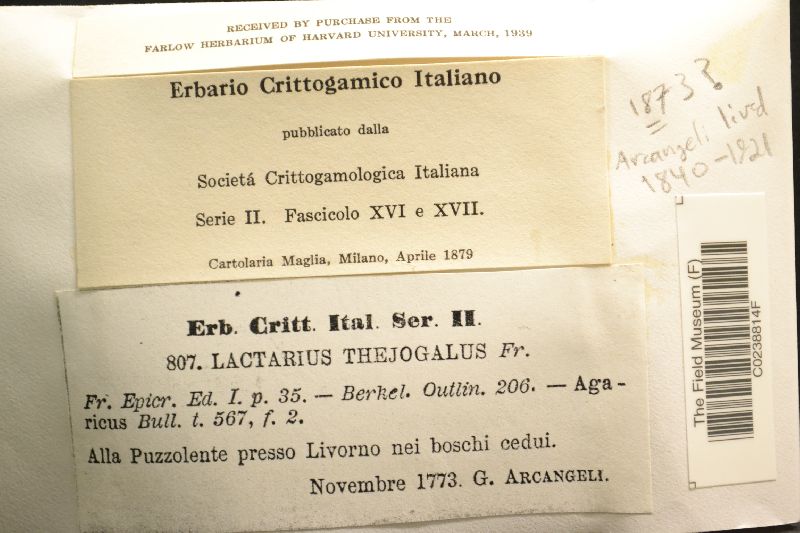 RECEIVED BY PURCHASE FROM THE
FARLOW HERBARIUM OF HARVARD UNIVERSITY, MARCH, 1939
Erbario Crittogamico Italiano
pubblicato dalla
Societá Crittogamologica Italiana
Serie II. Fascicolo XVI e XVII.
Cartolaria Maglia, Milano, Aprile 1879
1873?
Arcangeli lived
1840-1921
Erb. Critt. Ital. Ser. II.
807. LACTARIUS THEJOGALUS Fr.
Fr. Epicr. Ed. I. p. 35. — Berkel. Outlin. 206. — Aga-
ricus Bull. t. 567, f. 2.
Alla Puzzolente presso Livorno nei boschi cedui.
Novembre 1773. G. ARCANGELI.
The Field Museum (F)
C0238814F